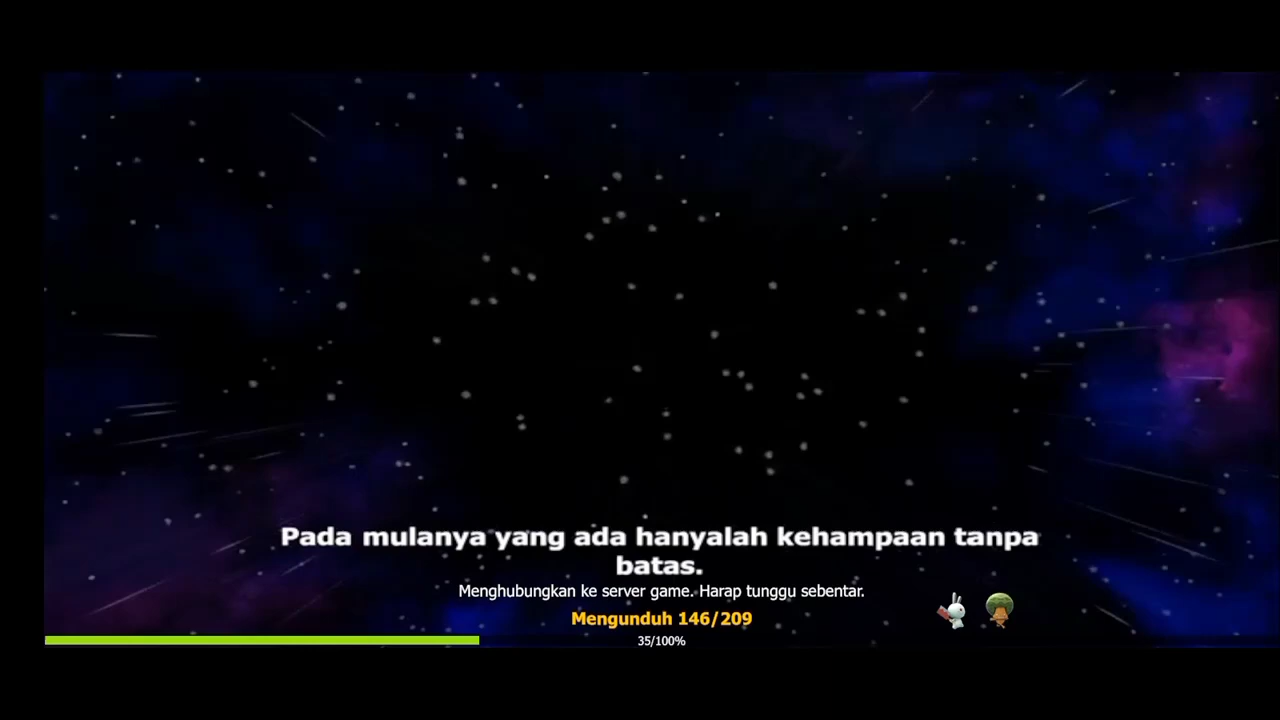 Pada mulanya yang ada hanyalah kehampaan tanpa
batas.
Menghubungkan ke server game. Harap tunggu sebentar.
Mengunduh 146/209
35/100%